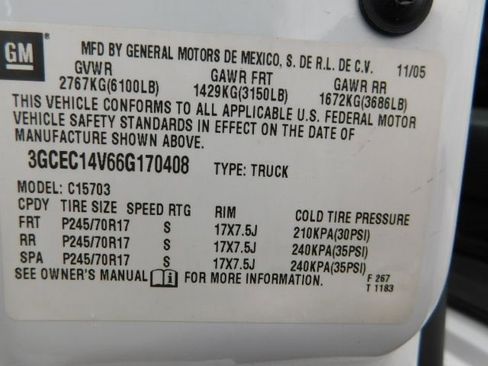 GM
MFD BY GENERAL MOTORS DE MEXICO, S. DE R.L. DE C.V. 11/05
GVWR GAWR FRT GAWR RR
2767KG(6100LB) 1429KG(3150LB) 1672KG(3686LB)
THIS VEHICLE CONFORMS TO ALL APPLICABLE U.S. FEDERAL MOTOR
VEHICLE SAFETY STANDARDS IN EFFECT ON THE DATE OF
MANUFACTURE SHOWN ABOVE.
3GCEC14V66G170408 TYPE: TRUCK
MODEL: C15703
CPDY TIRE SIZE SPEED RTG RIM COLD TIRE PRESSURE
FRT P245/70R17 S 17X7.5J 210KPA(30PSI)
RR P245/70R17 S 17X7.5J 240KPA(35PSI)
SPA P245/70R17 S 17X7.5J 240KPA(35PSI)
SEE OWNER'S MANUAL FOR MORE INFORMATION. F 267
T 1183